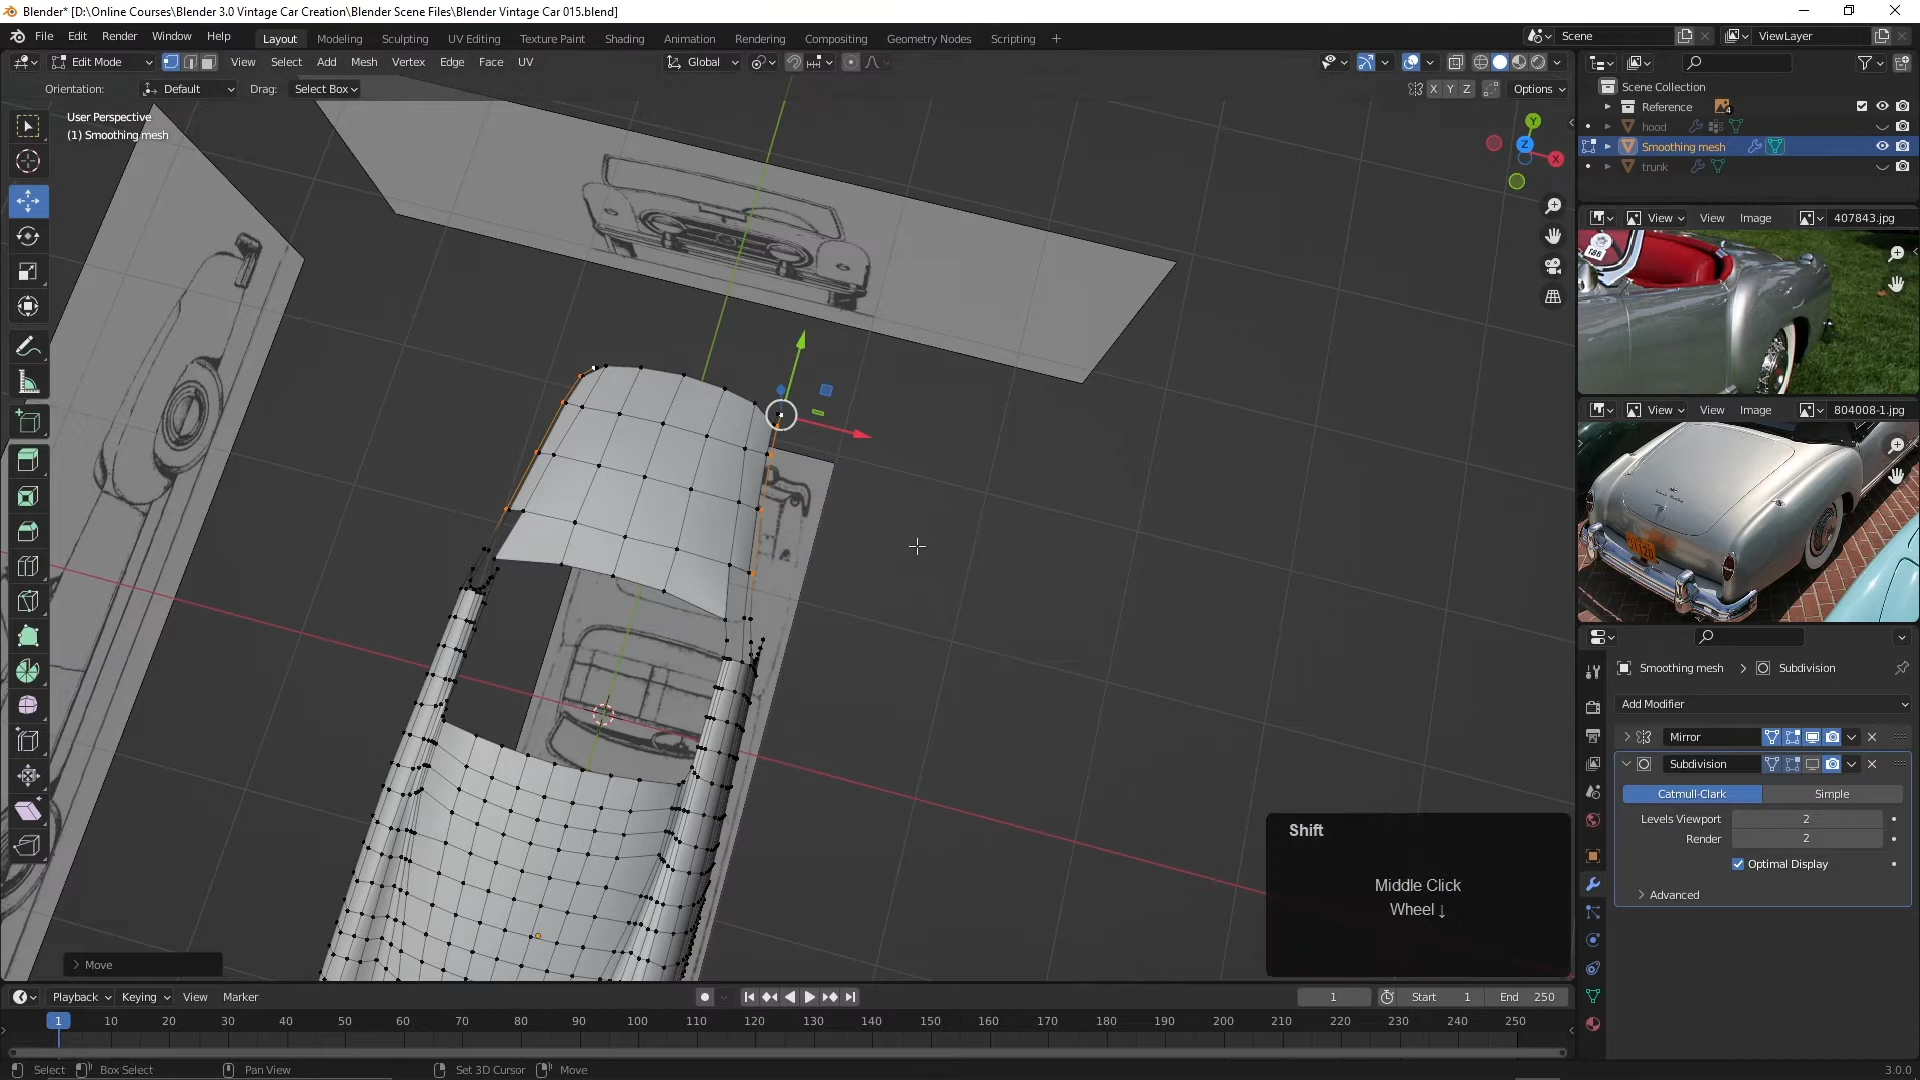 Blender* [D:\Online Courses\Blender 3.0 Vintage Car Creation\Blender Scene Files\Blender Vintage Car 015.blend]
File Edit Render Window Help
Layout Modeling Sculpting UV Editing Texture Paint Shading Animation Rendering Compositing Geometry Nodes Scripting +
Scene
ViewLayer
Edit Mode View Select Add Mesh Vertex Edge Face UV
Global
Orientation: Default Drag: Select Box
X Y Z Options
User Perspective
(1) Smoothing mesh
Y
Z
X
Scene Collection
Reference
hood
Smoothing mesh
trunk
View View Image 407843.jpg
View View Image 804008-1.jpg
Smoothing mesh > Subdivision
Add Modifier
Mirror
Subdivision
Catmull-Clark Simple
Levels Viewport 2
Render 2
Optimal Display
Advanced
Shift
Middle Click
Wheel ↓
Move
Playback Keying View Marker
1 Start 1 End 250
1 10 20 30 40 50 60 70 80 90 100 110 120 130 140 150 160 170 180 190 200 210 220 230 240 250
Select Box Select Pan View Set 3D Cursor Move 3.0.0